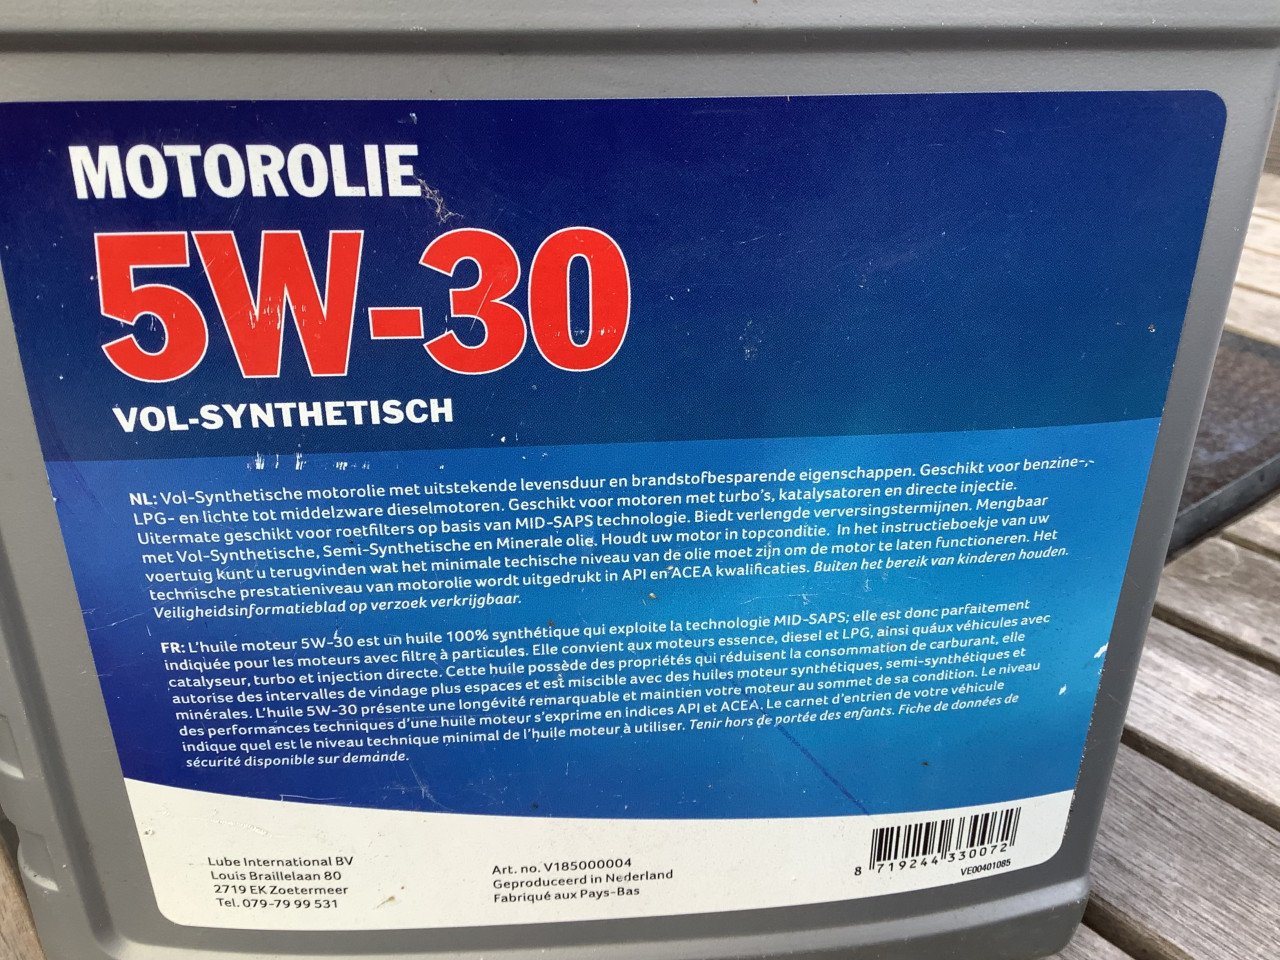 MOTOROLIE
5W-30
VOL-SYNTHETISCH
NL: Vol-Synthetische motorolie met uitstekende levensduur en brandstofbesparende eigenschappen. Geschikt voor benzine-,-
LPG- en lichte tot middelzware dieselmotoren. Geschikt voor motoren met turbo's, katalysatoren en directe injectie.
Uitermate geschikt voor roetfilters op basis van MID-SAPS technologie. Biedt verlengde verversingstermijnen. Mengbaar
met Vol-Synthetische, Semi-Synthetische en Minerale olie. Houdt uw motor in topconditie. In het instructieboekje van uw
voertuig kunt u terugvinden wat het minimale techische niveau van de olie moet zijn om de motor te laten functioneren. Het
technische prestatieniveau van motorolie wordt uitgedrukt in API en ACEA kwalificaties. Buiten het bereik van kinderen houden.
Veiligheidsinformatieblad op verzoek verkrijgbaar.
FR: L'huile moteur 5W-30 est un huile 100% synthétique qui exploite la technologie MID-SAPS; elle est donc parfaitement
indiquée pour les moteurs avec filtre à particules. Elle convient aux moteurs essence, diesel et LPG, ainsi quáux véhicules avec
catalyseur, turbo et injection directe. Cette huile possède des propriétés qui réduisent la consommation de carburant, elle
autorise des intervalles de vindage plus espaces et est miscible avec des huiles moteur synthétiques, semi-synthétiques et
minérales. L'huile 5W-30 présente une longévité remarquable et maintien votre moteur au sommet de sa condition. Le niveau
des performances techniques d'une huile moteur s'exprime en indices API et ACEA. Le carnet d'entrien de votre véhicule
indique quel est le niveau technique minimal de l'huile moteur à utiliser. Tenir hors de portée des enfants. Fiche de données de
sécurité disponible sur demande.
Lube International BV
Louis Braillelaan 80
2719 EK Zoetermeer
Tel. 079-79 99 531
Art. no. V185000004
Geproduceerd in Nederland
Fabriqué aux Pays-Bas
8 719244 330072
VE00401085